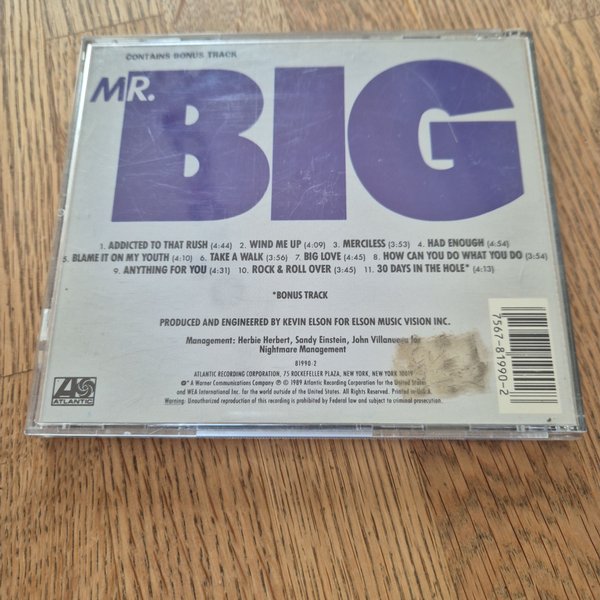 CONTAINS BONUS TRACK
MR.
BIG
1. ADDICTED TO THAT RUSH (4:44) 2. WIND ME UP (4:09) 3. MERCILESS (3:53) 4. HAD ENOUGH (4:54)
5. BLAME IT ON MY YOUTH (4:10) 6. TAKE A WALK (3:56) 7. BIG LOVE (4:45) 8. HOW CAN YOU DO WHAT YOU DO (3:54)
9. ANYTHING FOR YOU (4:31) 10. ROCK & ROLL OVER (3:45) 11. 30 DAYS IN THE HOLE* (4:13)
*BONUS TRACK
PRODUCED AND ENGINEERED BY KEVIN ELSON FOR ELSON MUSIC VISION INC.
Management: Herbie Herbert, Sandy Einstein, John Villanueva for
Nightmare Management
81990-2
ATLANTIC RECORDING CORPORATION, 75 ROCKEFELLER PLAZA, NEW YORK, NEW YORK 10019
A Warner Communications Company ℗ © 1989 Atlantic Recording Corporation for the United States
and WEA International Inc. for the world outside of the United States. All Rights Reserved. Printed in U.S.A.
Warning: Unauthorized reproduction of this recording is prohibited by Federal law and subject to criminal prosecution.
ATLANTIC
7567-81990-2